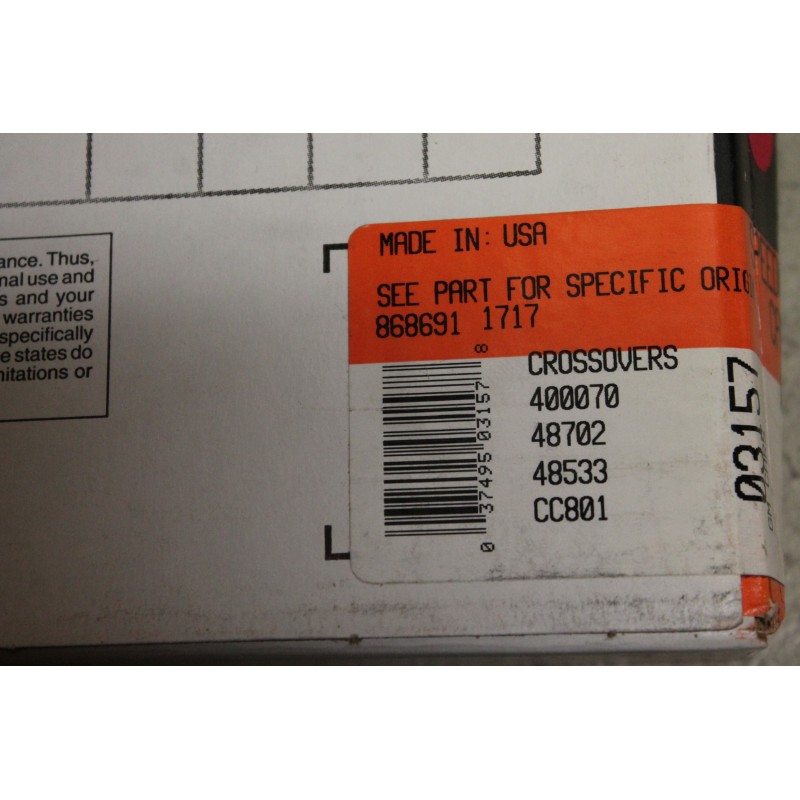 ance. Thus,
nal use and
s and your
warranties
specifically
e states do
nitations or
MADE IN: USA
SEE PART FOR SPECIFIC ORIG
868691 1717
CROSSOVERS
400070
48702
48533
CC801
0 37495 03157 8
03157